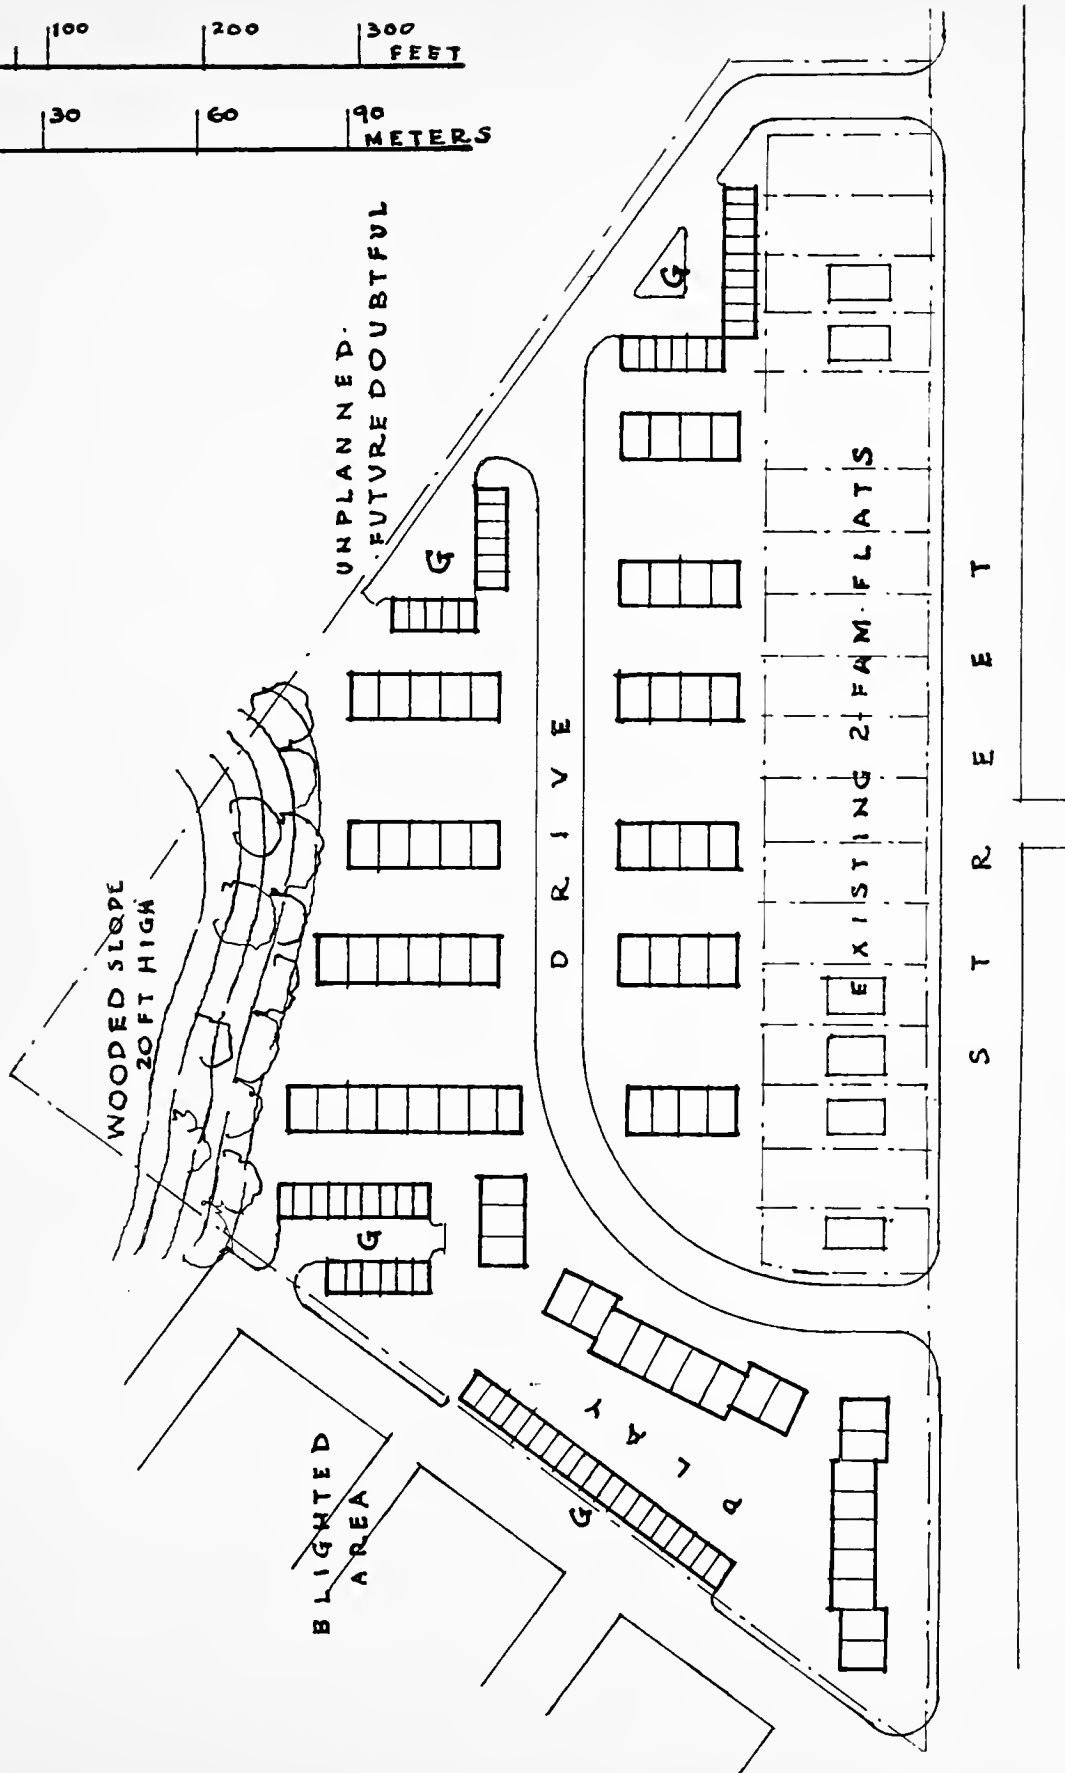 100 200 300
FEET
30 60 90
METERS
UNPLANNED.
.FUTURE DOUBTFUL
G
G
WOODED SLOPE
20 FT HIGH
DRIVE
EXISTING 2-FAM. FLATS
STREET
G
PLAY
G
BLIGHTED
AREA